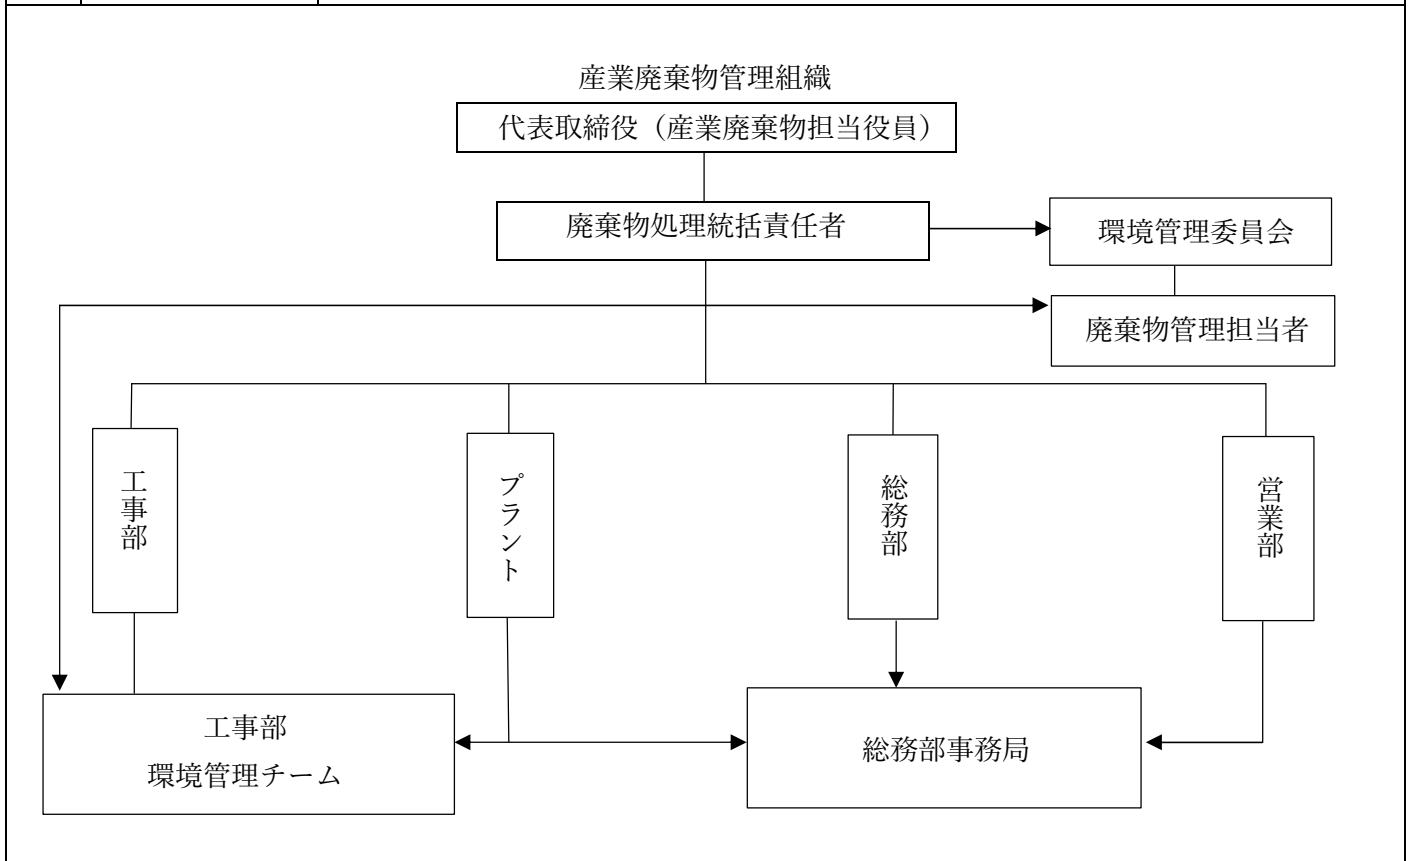 産業廃棄物管理組織
代表取締役（産業廃棄物担当役員）
廃棄物処理統括責任者
環境管理委員会
廃棄物管理担当者
工事部
プラント
総務部
営業部
工事部
環境管理チーム
総務部事務局